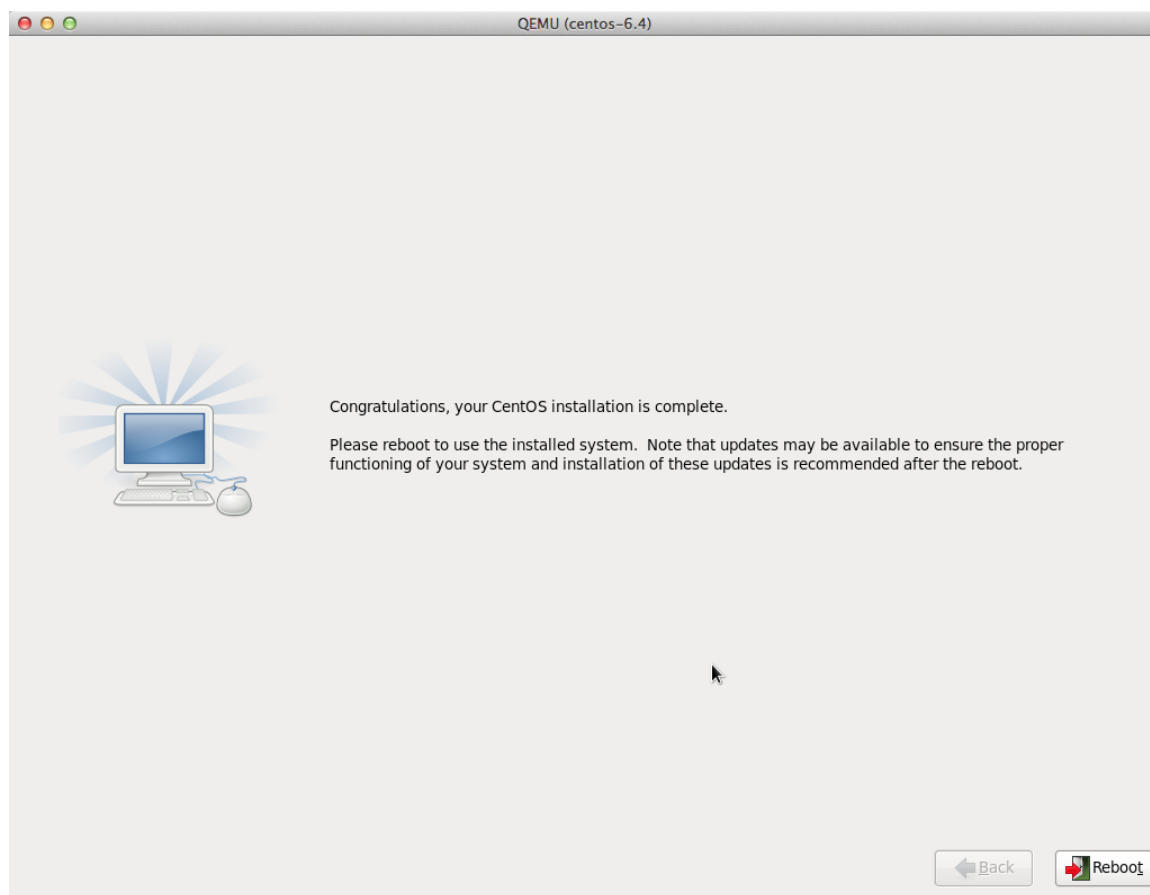 QEMU (centos-6.4)
Congratulations, your CentOS installation is complete.
Please reboot to use the installed system.  Note that updates may be available to ensure the proper
functioning of your system and installation of these updates is recommended after the reboot.
Back
Reboot